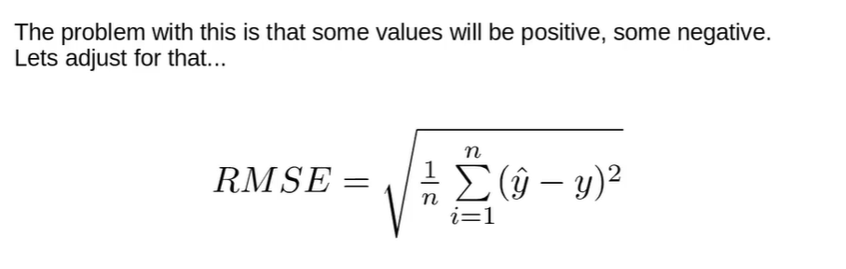 The problem with this is that some values will be positive, some negative.
Lets adjust for that...
RMSE = √(1/n ∑_{i=1}^{n} (ŷ − y)²)